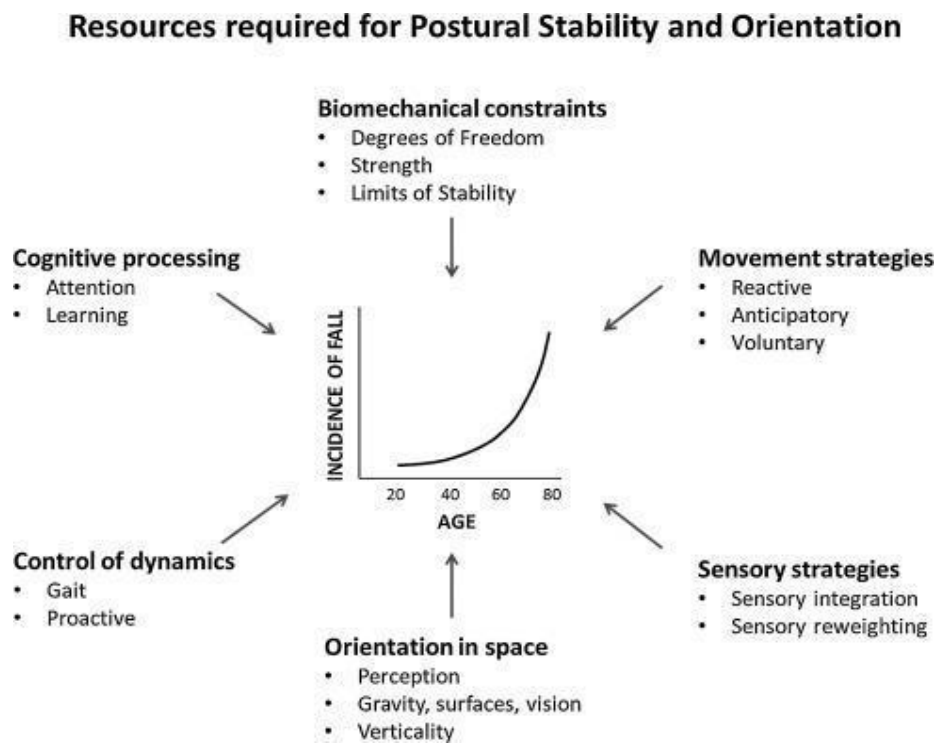 Resources required for Postural Stability and Orientation
Biomechanical constraints
• Degrees of Freedom
• Strength
• Limits of Stability
Cognitive processing
• Attention
• Learning
Movement strategies
• Reactive
• Anticipatory
• Voluntary
INCIDENCE OF FALL
20 40 60 80
AGE
Control of dynamics
• Gait
• Proactive
Sensory strategies
• Sensory integration
• Sensory reweighting
Orientation in space
• Perception
• Gravity, surfaces, vision
• Verticality